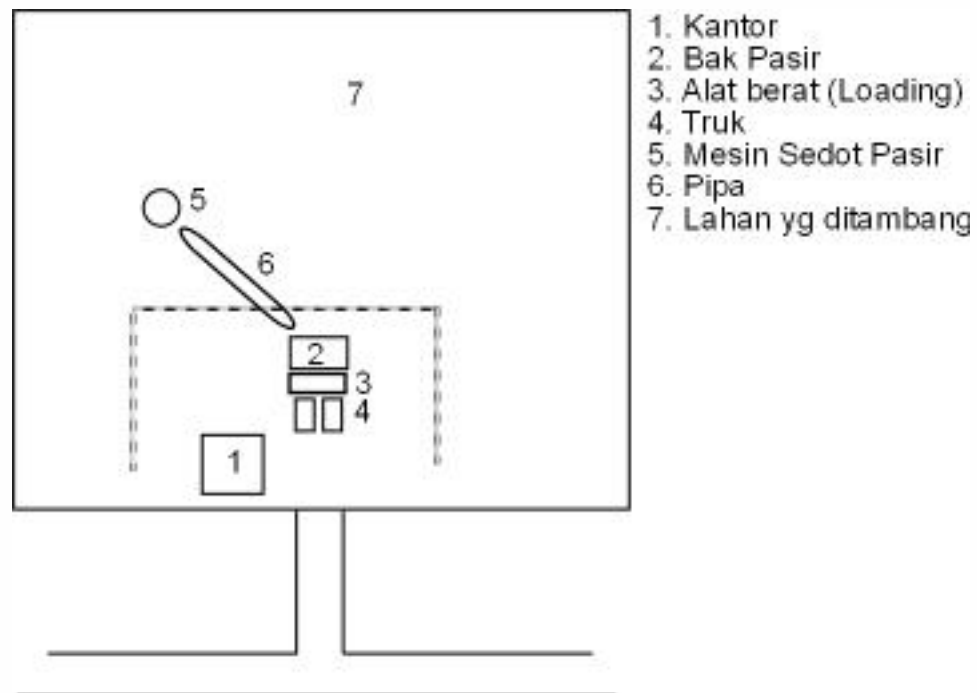 7
5
6
2
3
4
1
1. Kantor
2. Bak Pasir
3. Alat berat (Loading)
4. Truk
5. Mesin Sedot Pasir
6. Pipa
7. Lahan yg ditambang